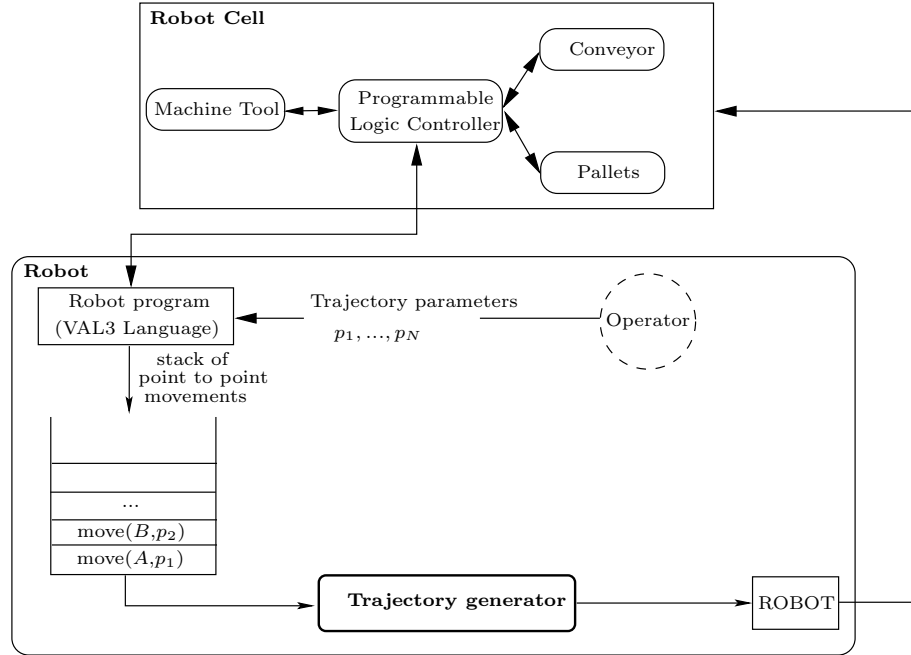 Robot Cell
Conveyor
Machine Tool
Programmable
Logic Controller
Pallets
Robot
Robot program
(VAL3 Language)
Trajectory parameters
p₁, ..., p_N
Operator
stack of
point to point
movements
...
move(B,p₂)
move(A,p₁)
Trajectory generator
ROBOT